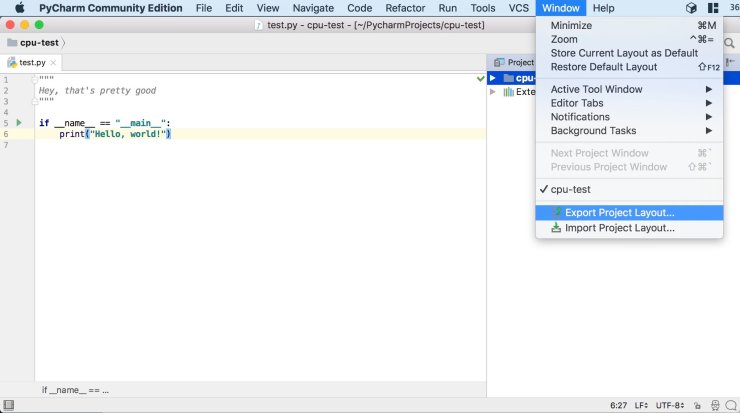 PyCharm Community Edition File Edit View Navigate Code Refactor Run Tools VCS Window Help 36
test.py - cpu-test - [~/PycharmProjects/cpu-test]
cpu-test
test.py
Project
1 """
2 Hey, that's pretty good
3 """
4
5 if __name__ == "__main__":
6 print("Hello, world!")
7
cpu-
Exte
Minimize ⌘M
Zoom ^⌘=
Store Current Layout as Default
Restore Default Layout ⇧F12
Active Tool Window
Editor Tabs
Notifications
Background Tasks
Next Project Window ⌘`
Previous Project Window ⇧⌘`
✓ cpu-test
Export Project Layout...
Import Project Layout...
if __name__ == ...
6:27 LF÷ UTF-8÷